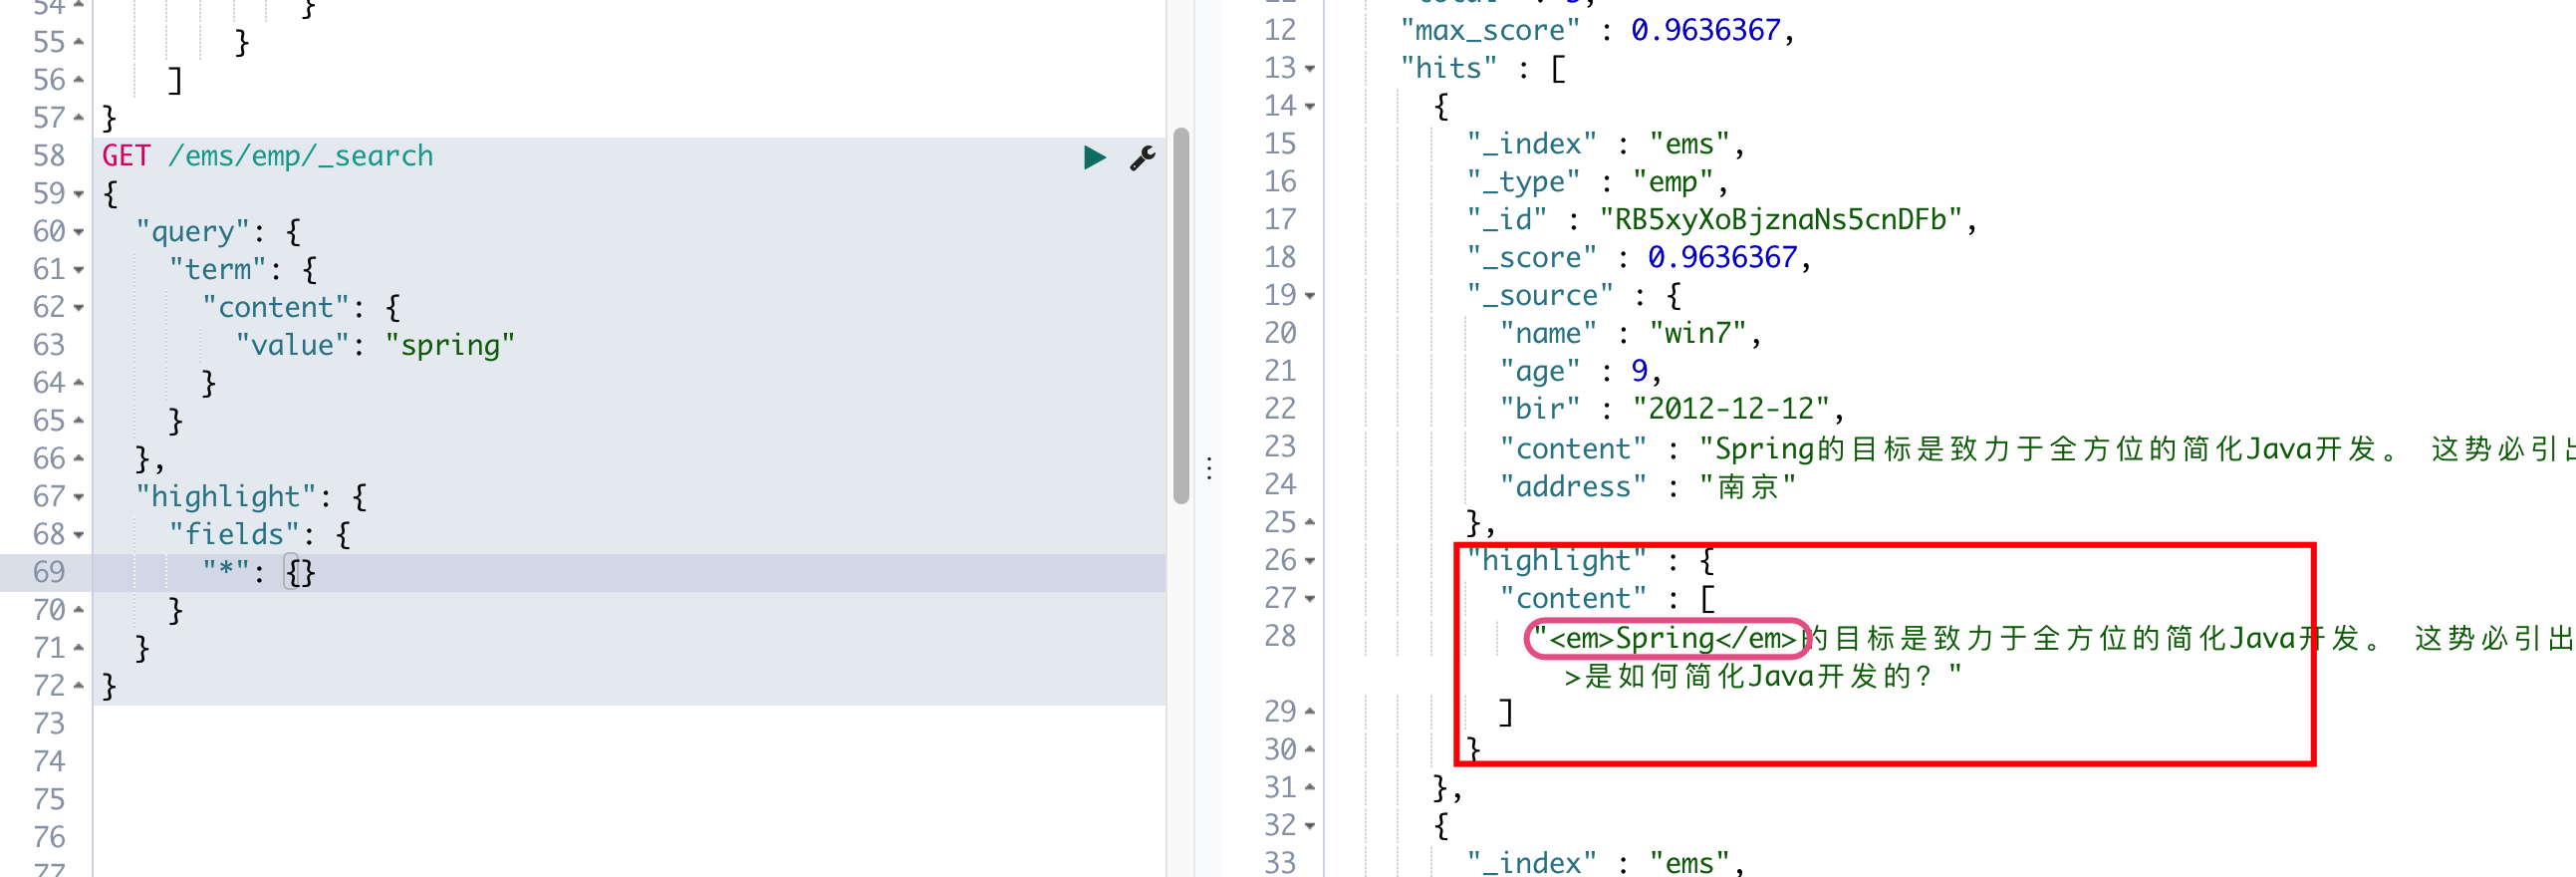 54 }
55 }
56 ]
57 }
58 GET /ems/emp/_search
59 {
60 "query": {
61 "term": {
62 "content": {
63 "value": "spring"
64 }
65 }
66 },
67 "highlight": {
68 "fields": {
69 "*": {}
70 }
71 }
72 }
73
74
75
76
12 "max_score" : 0.9636367,
13 "hits" : [
14 {
15 "_index" : "ems",
16 "_type" : "emp",
17 "_id" : "RB5xyXoBjznaNs5cnDFb",
18 "_score" : 0.9636367,
19 "_source" : {
20 "name" : "win7",
21 "age" : 9,
22 "bir" : "2012-12-12",
23 "content" : "Spring的目标是致力于全方位的简化Java开发。 这势必引出
24 "address" : "南京"
25 },
26 "highlight" : {
27 "content" : [
28 "<em>Spring</em>的目标是致力于全方位的简化Java开发。 这势必引出
>是如何简化Java开发的? "
29 ]
30 }
31 },
32 {
33 "_index" : "ems",